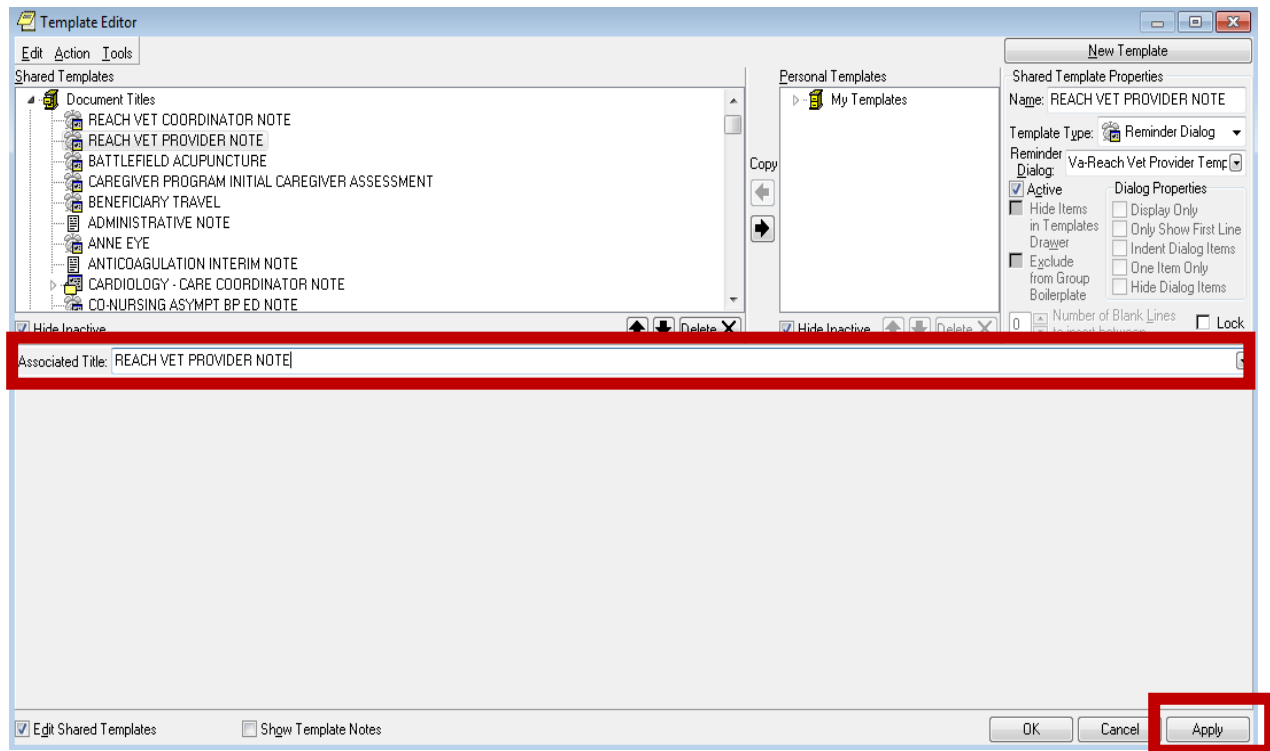 Template Editor
Edit Action Tools
New Template
Shared Templates
Document Titles
REACH VET COORDINATOR NOTE
REACH VET PROVIDER NOTE
BATTLEFIELD ACUPUNCTURE
CAREGIVER PROGRAM INITIAL CAREGIVER ASSESSMENT
BENEFICIARY TRAVEL
ADMINISTRATIVE NOTE
ANNE EYE
ANTICOAGULATION INTERIM NOTE
CARDIOLOGY - CARE COORDINATOR NOTE
CO-NURSING ASYMPT BP ED NOTE
Hide Inactive
Delete
Copy
Personal Templates
My Templates
Hide Inactive
Delete
Shared Template Properties
Name: REACH VET PROVIDER NOTE
Template Type: Reminder Dialog
Reminder
Dialog: Va-Reach Vet Provider Temp
Active
Hide Items
in Templates
Drawer
Exclude
from Group
Boilerplate
Dialog Properties
Display Only
Only Show First Line
Indent Dialog Items
One Item Only
Hide Dialog Items
0 Number of Blank Lines
to insert between
Lock
Associated Title: REACH VET PROVIDER NOTE
Edit Shared Templates
Show Template Notes
OK Cancel Apply